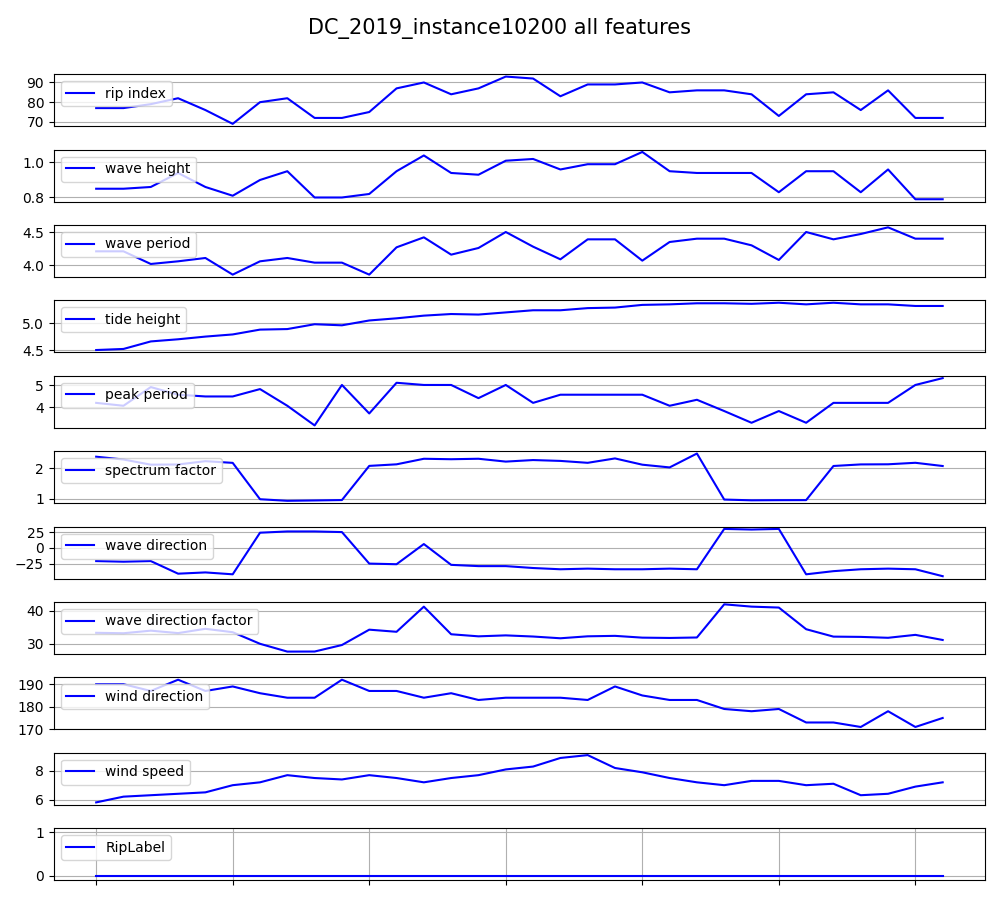 DC_2019_instance10200 all features
90
80
70
rip index
1.0
0.8
wave height
4.5
4.0
wave period
5.0
4.5
tide height
5
4
peak period
2
1
spectrum factor
25
0
−25
wave direction
40
30
wave direction factor
190
180
170
wind direction
8
6
wind speed
1
0
RipLabel